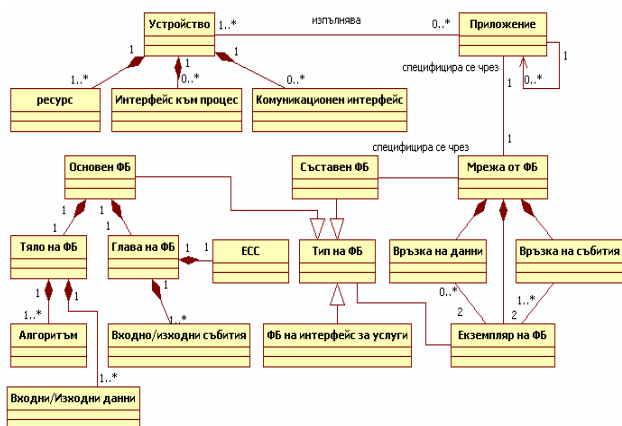 Устройство
1..*
изпълнява
0..*
Приложение
1
1
1
1
специфицира се чрез
0..*
1..*
0..*
0..*
1
ресурс
Интерфейс към процес
Комуникационен интерфейс
1
специфицира се чрез
Основен ФБ
Съставен ФБ
Мрежа от ФБ
1
1
1
1
Тяло на ФБ
Глава на ФБ
1
1
ECC
Тип на ФБ
Връзка на данни
Връзка на събития
1
1
1
0..*
1..*
1..*
1..*
2
2
Алгоритъм
Входно/изходни събития
ФБ на интерфейс за услуги
Екземпляр на ФБ
1..*
Входни/Изходни данни